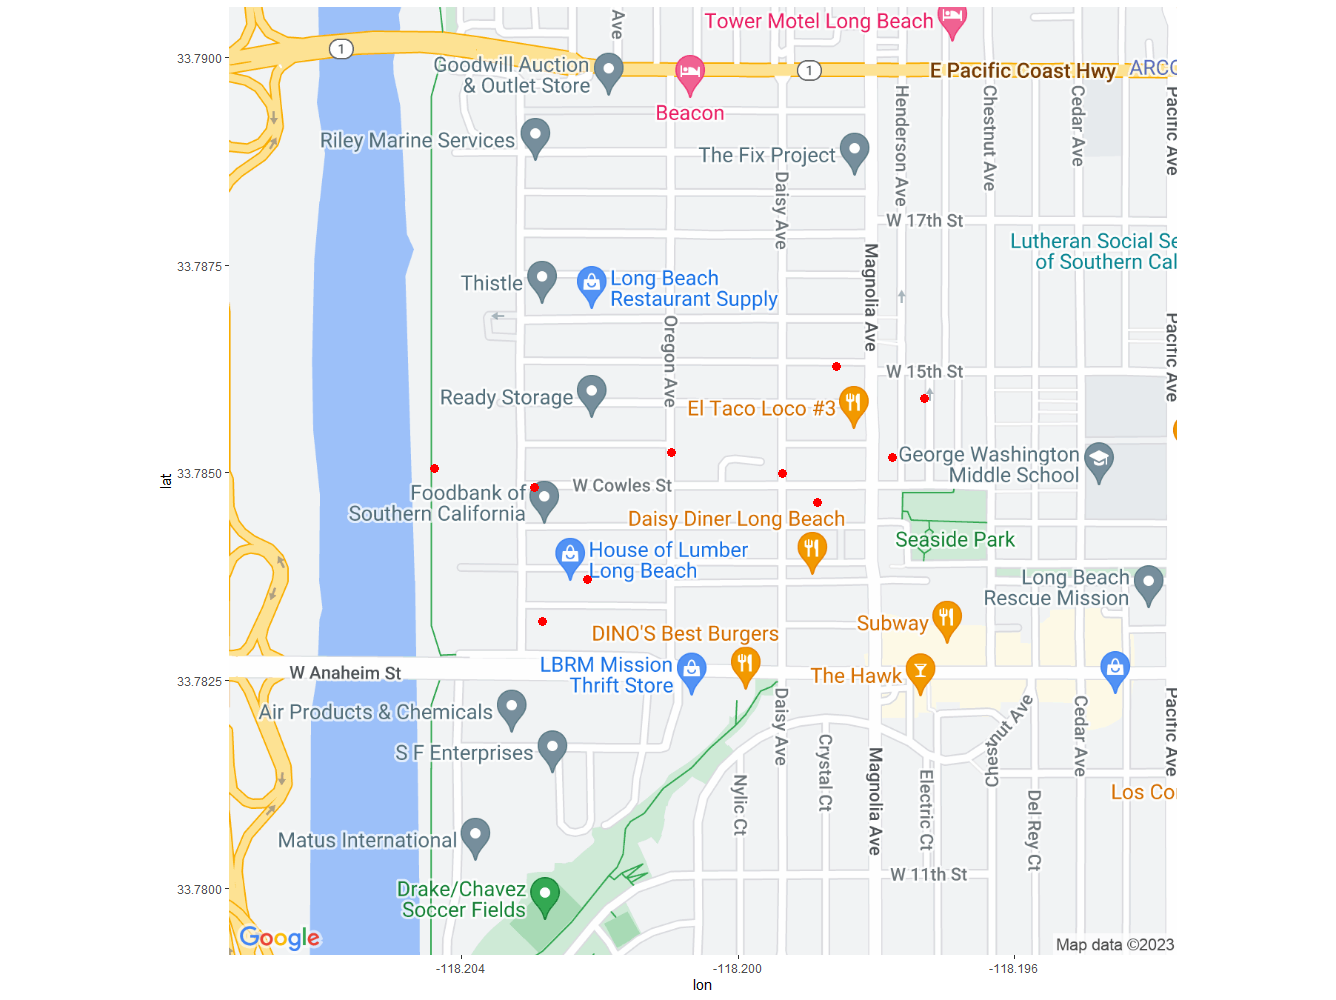 Ave
Tower Motel Long Beach
1
33.7900
Goodwill Auction
& Outlet Store
1
E Pacific Coast Hwy
ARCO
Beacon
Henderson Ave
Chestnut Ave
Cedar Ave
Pacific Ave
Riley Marine Services
The Fix Project
Daisy Ave
W 17th St
Lutheran Social Se
of Southern Cal
33.7875
Magnolia Ave
Thistle
Long Beach
Restaurant Supply
Oregon Ave
Pacific Ave
W 15th St
Ready Storage
El Taco Loco #3
George Washington
Middle School
lat
33.7850
W Cowles St
Foodbank of
Southern California
Daisy Diner Long Beach
Seaside Park
House of Lumber
Long Beach
Long Beach
Rescue Mission
Subway
DINO'S Best Burgers
LBRM Mission
Thrift Store
The Hawk
W Anaheim St
33.7825
Daisy Ave
Chestnut Ave
Cedar Ave
Pacific Ave
Air Products & Chemicals
S F Enterprises
Crystal Ct
Magnolia Ave
Nylic Ct
Electric Ct
Del Rey Ct
Los Co
Matus International
33.7800
W 11th St
Drake/Chavez
Soccer Fields
Google
Map data ©2023
-118.204
-118.200
-118.196
lon